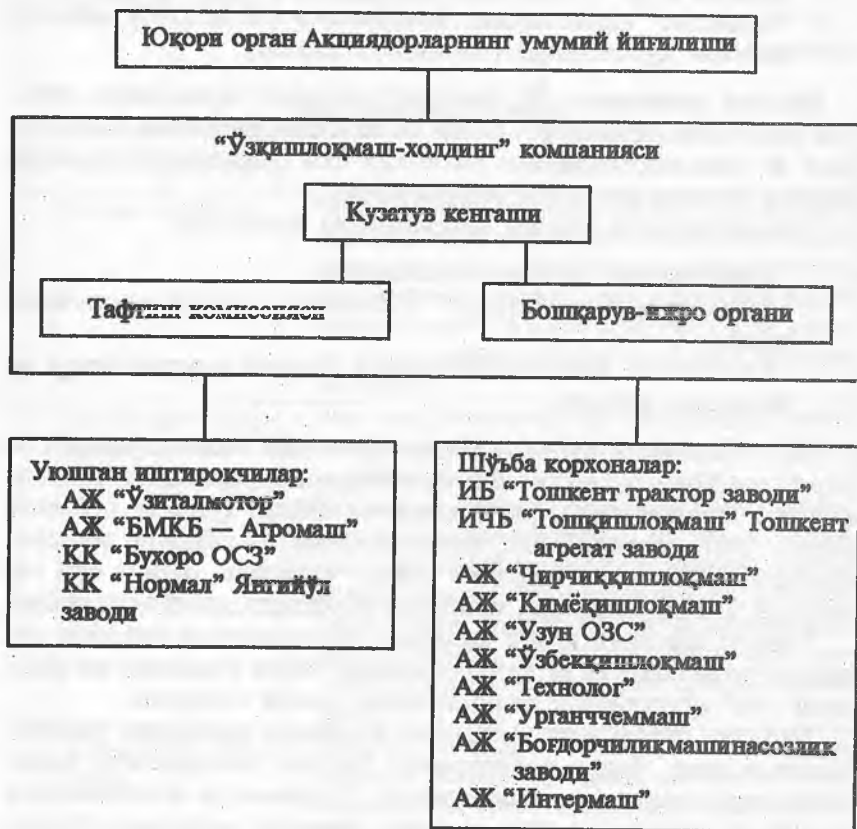 Юқори орган Акциядорларнинг умумий йиғилиши
“Ўзқишлоқмаш-холдинг” компанияси
Кузатув кенгаши
Тафтиш комиссияси
Бошқарув-ижро органи
Уюшган иштирокчилар:
АЖ “Ўзиталмотор”
АЖ “БМКБ — Агромаш”
КК “Бухоро ОСЗ”
КК “Нормал” Янгийўл
заводи
Шўъба корхоналар:
ИБ “Тошкент трактор заводи”
ИЧБ “Тошқишлоқмаш” Тошкент
агрегат заводи
АЖ “Чирчиққишлоқмаш”
АЖ “Кимёқишлоқмаш”
АЖ “Узун ОЗС”
АЖ “Ўзбекқишлоқмаш”
АЖ “Технолог”
АЖ “Урганччеммаш”
АЖ “Боғдорчиликмашинасозлик
заводи”
АЖ “Интермаш”